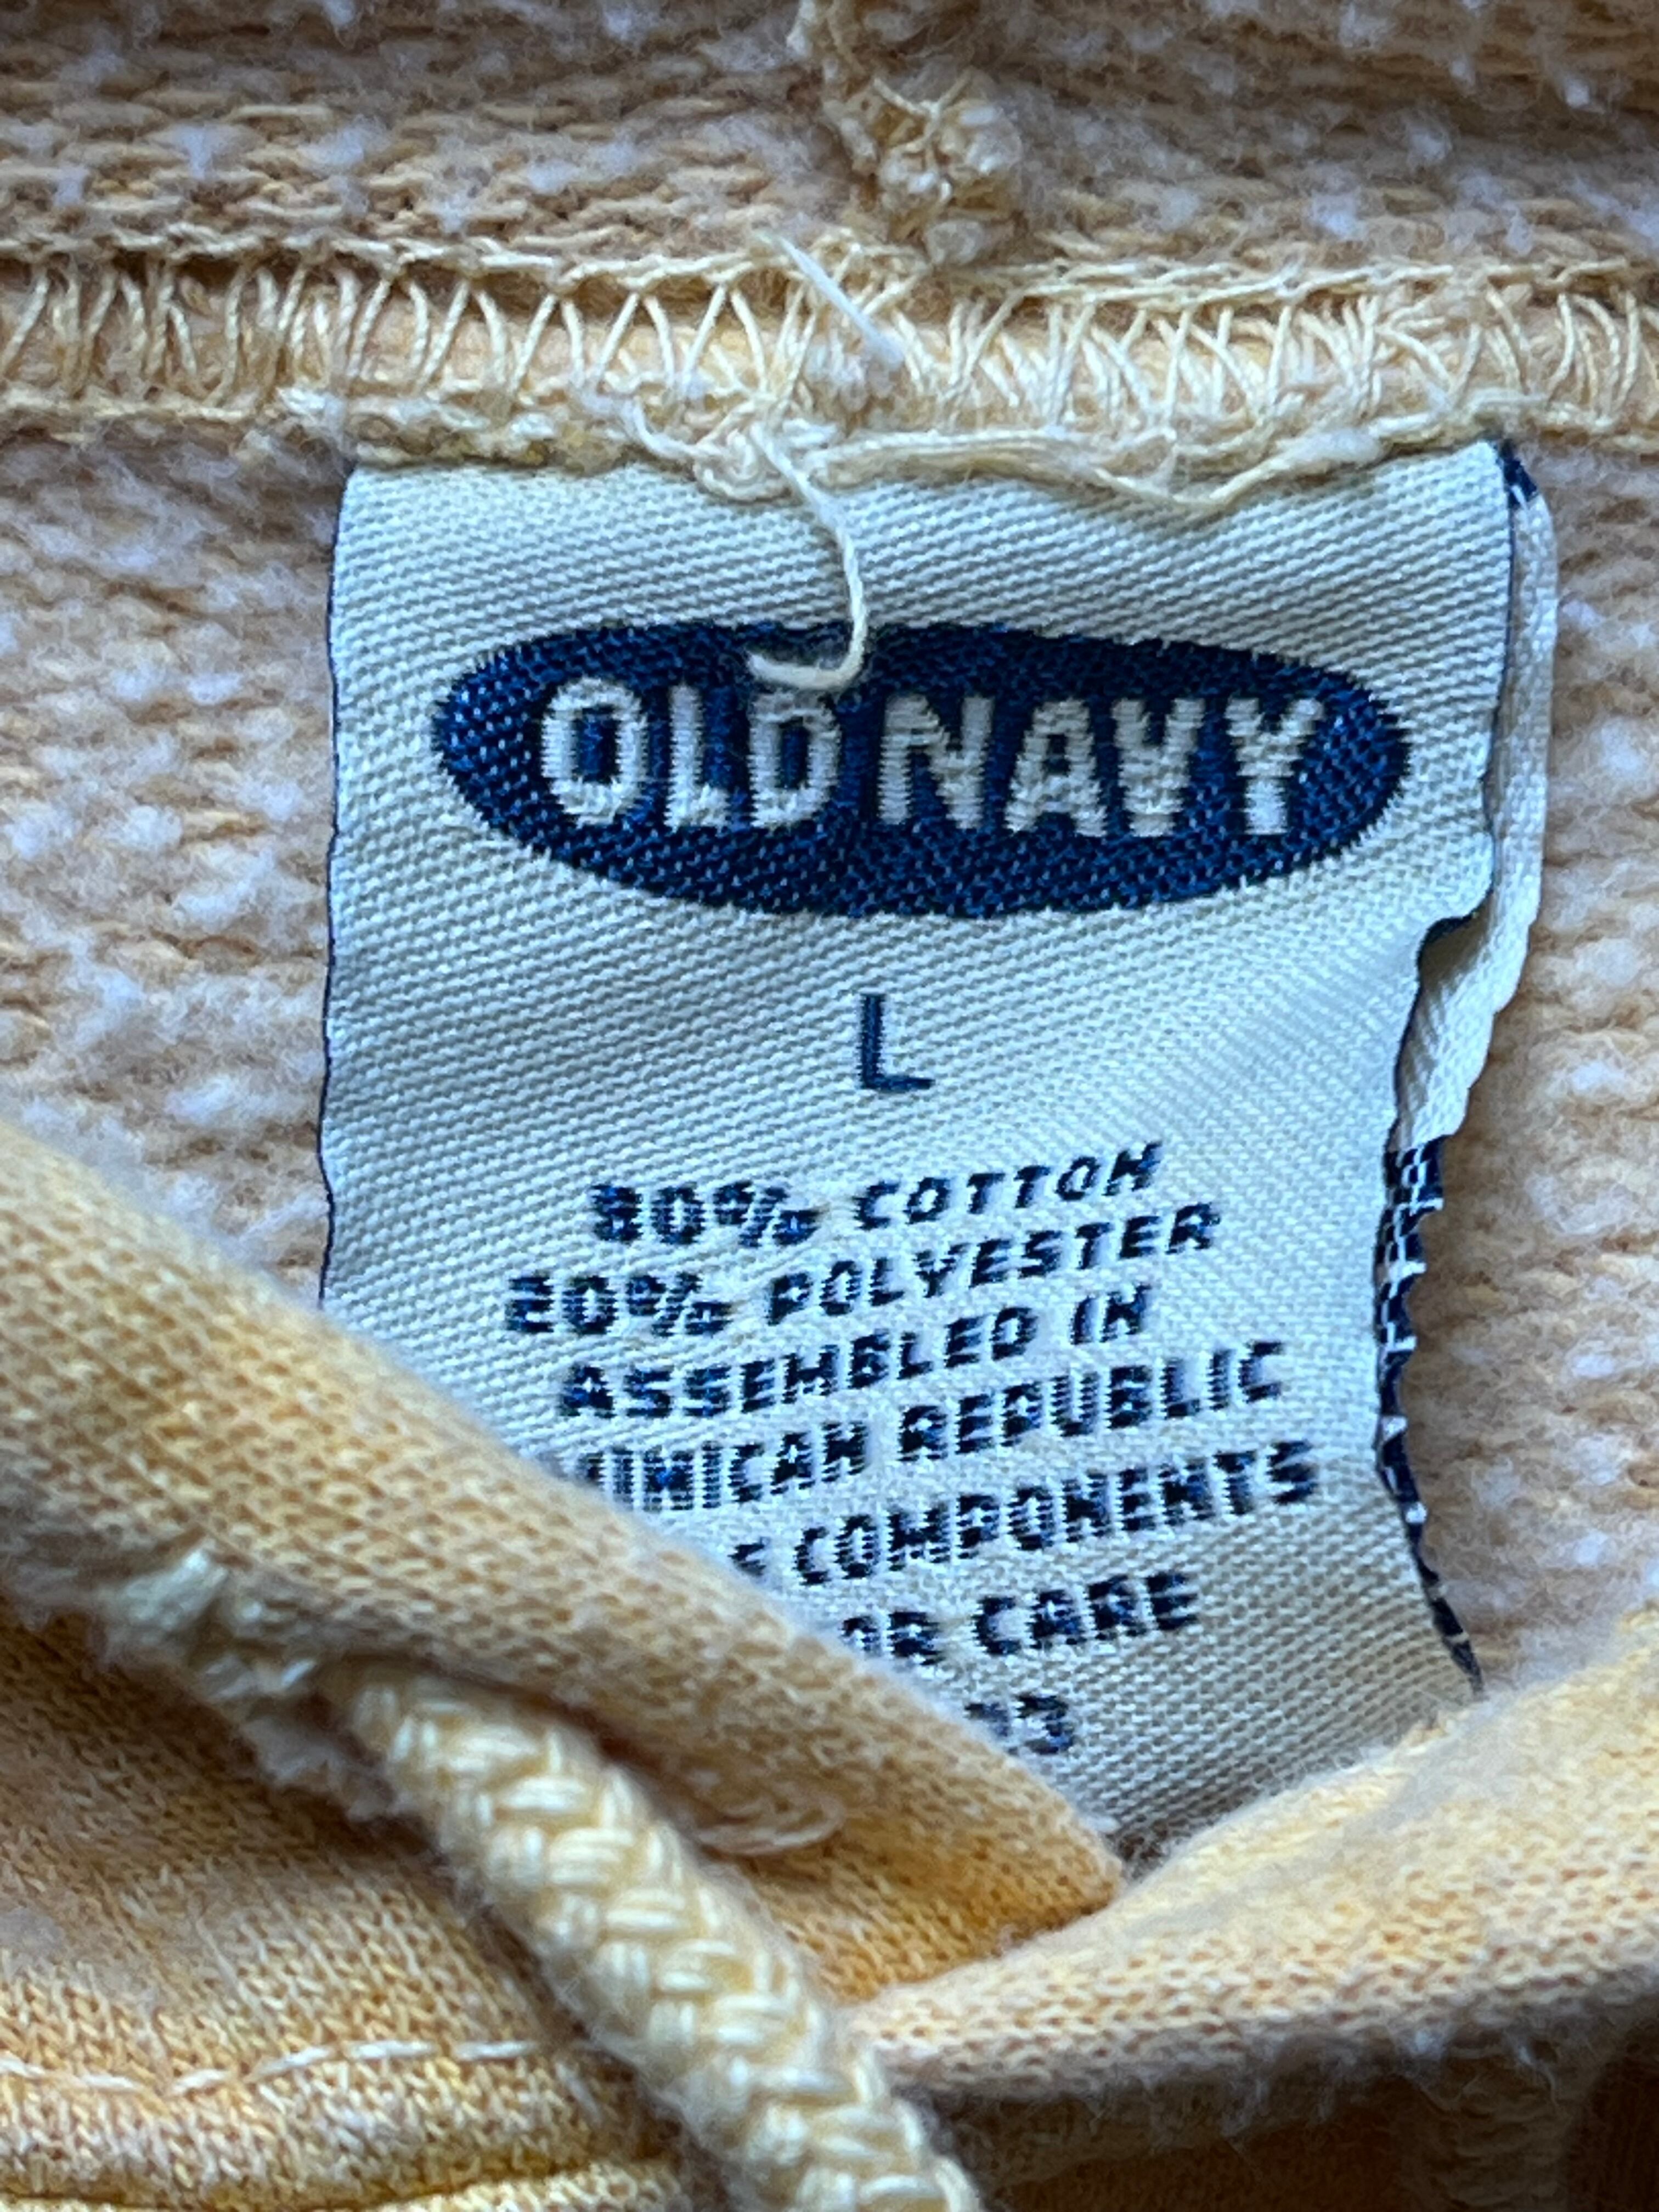 OLD NAVY
L
80% COTTON
20% POLYESTER
ASSEMBLED IN
REPUBLIC
COMPONENTS
CARE